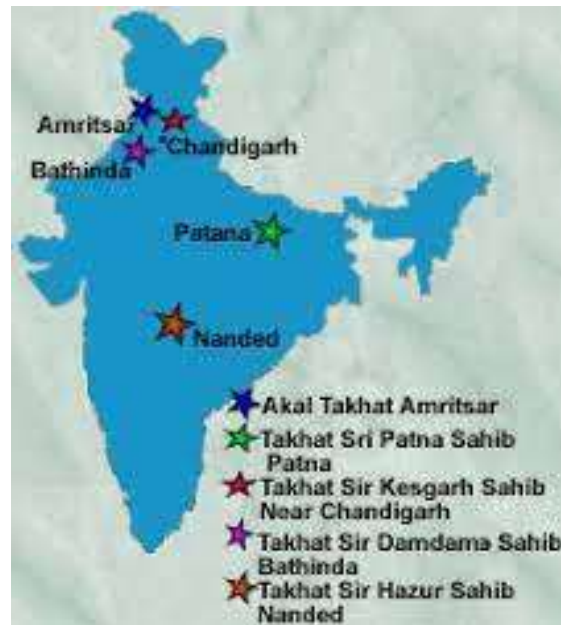 Amritsar
Chandigarh
Bathinda
Patana
Nanded
Akal Takhat Amritsar
Takhat Sri Patna Sahib
Patna
Takhat Sir Kesgarh Sahib
Near Chandigarh
Takhat Sir Damdama Sahib
Bathinda
Takhat Sir Hazur Sahib
Nanded